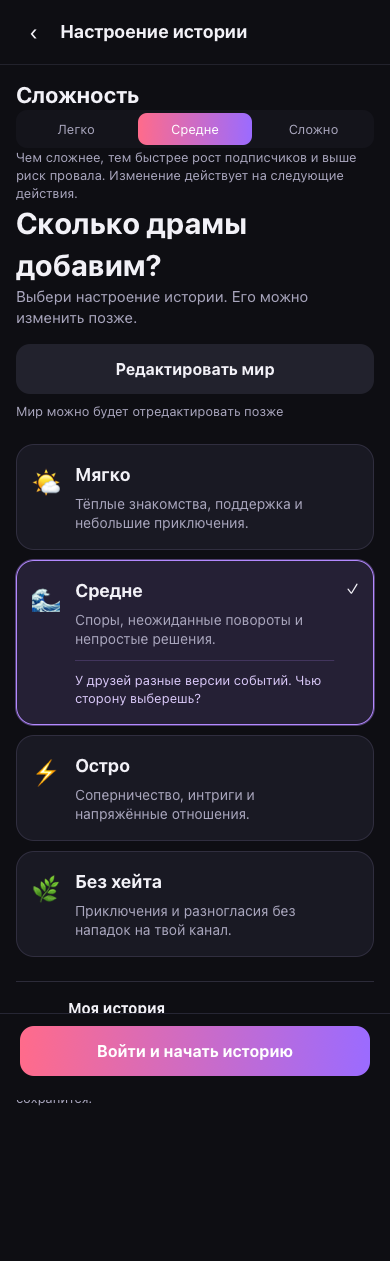 Настроение истории
Сложность
Легко Средне Сложно
Чем сложнее, тем быстрее рост подписчиков и выше
риск провала. Изменение действует на следующие
действия.
Сколько драмы
добавим?
Выбери настроение истории. Его можно
изменить позже.
Редактировать мир
Мир можно будет отредактировать позже
Мягко
Тёплые знакомства, поддержка и
небольшие приключения.
Средне
Споры, неожиданные повороты и
непростые решения.
У друзей разные версии событий. Чью
сторону выберешь?
Остро
Соперничество, интриги и
напряжённые отношения.
Без хейта
Приключения и разногласия без
нападок на твой канал.
Моя история
Войти и начать историю
сохранится.